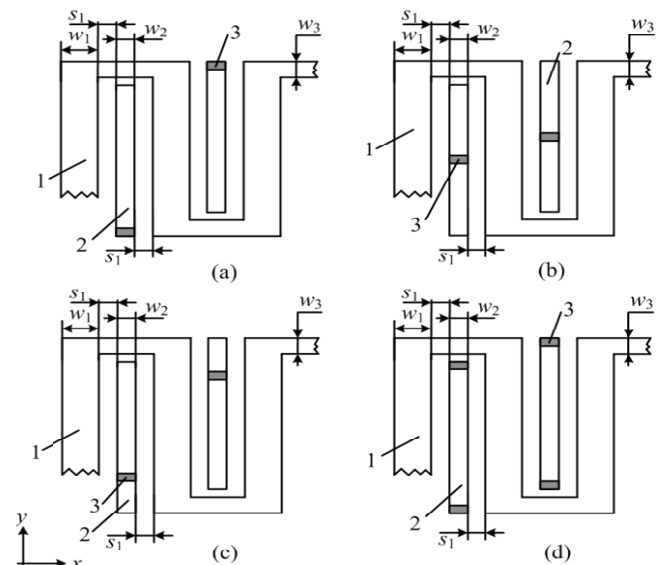 s₁
w₁ w₂ 3 w₃
1
2
s₁
(a)
s₁
w₁ w₂ 2 w₃
1
3
s₁
(b)
s₁
w₁ w₂ 3 w₃
1
3
2
s₁
(c)
y
x
s₁
w₁ w₂ 3 w₃
1
2
s₁
(d)